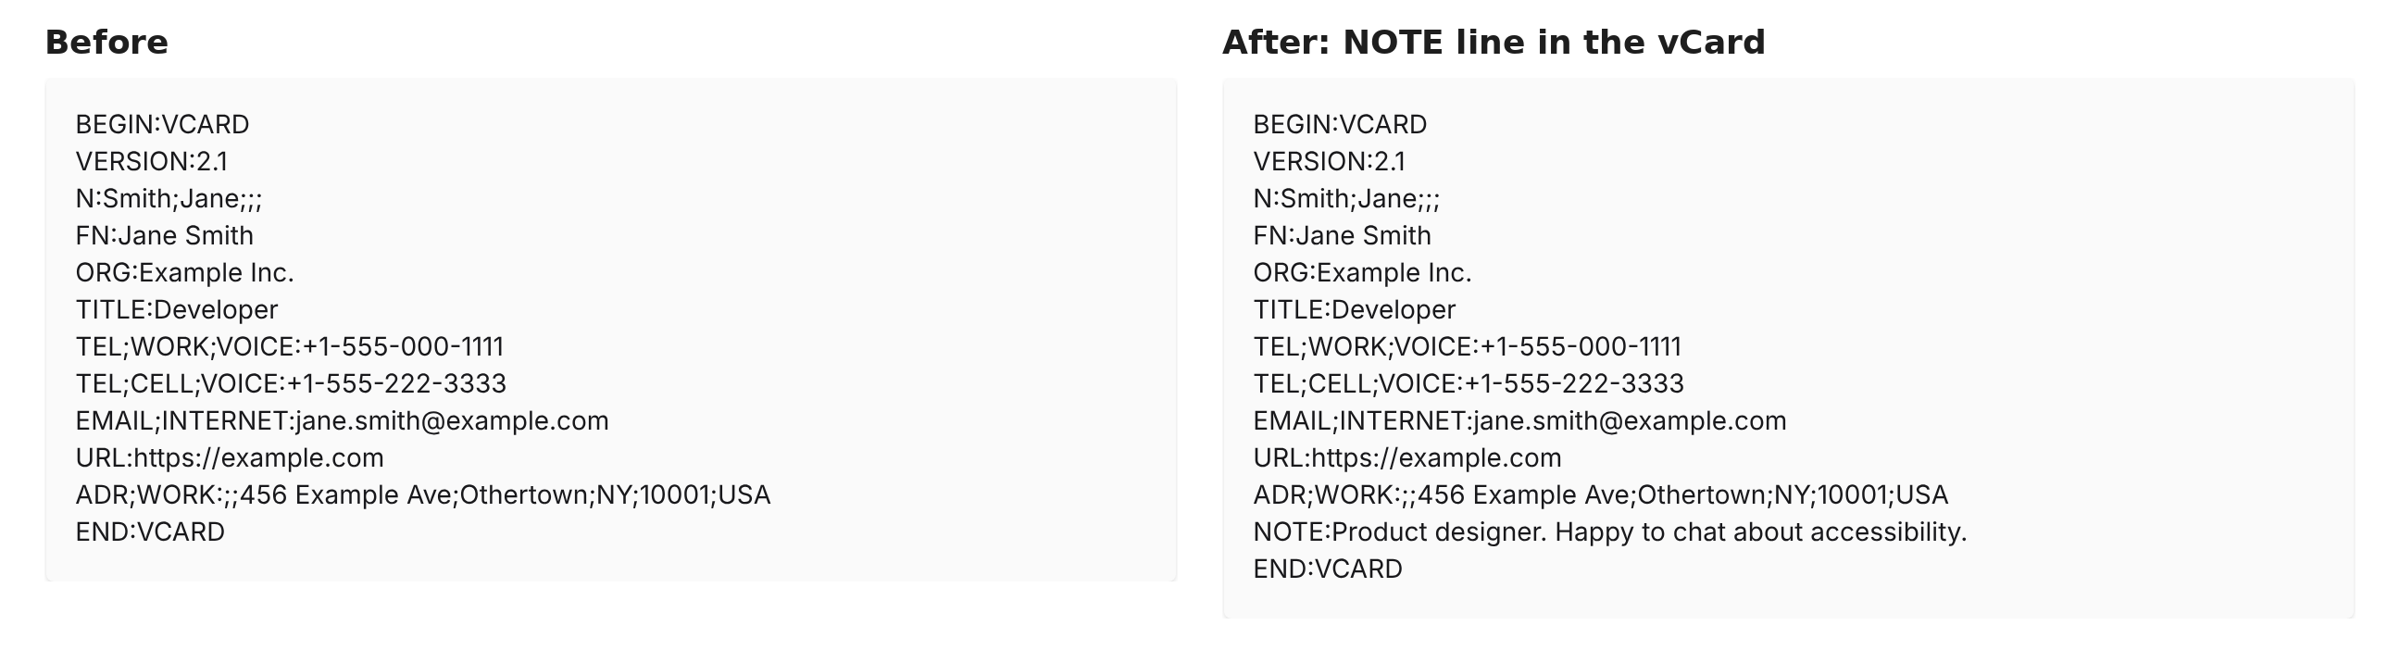 Before
BEGIN:VCARD
VERSION:2.1
N:Smith;Jane;;;
FN:Jane Smith
ORG:Example Inc.
TITLE:Developer
TEL;WORK;VOICE:+1-555-000-1111
TEL;CELL;VOICE:+1-555-222-3333
EMAIL;INTERNET:jane.smith@example.com
URL:https://example.com
ADR;WORK:;;456 Example Ave;Othertown;NY;10001;USA
END:VCARD
After: NOTE line in the vCard
BEGIN:VCARD
VERSION:2.1
N:Smith;Jane;;;
FN:Jane Smith
ORG:Example Inc.
TITLE:Developer
TEL;WORK;VOICE:+1-555-000-1111
TEL;CELL;VOICE:+1-555-222-3333
EMAIL;INTERNET:jane.smith@example.com
URL:https://example.com
ADR;WORK:;;456 Example Ave;Othertown;NY;10001;USA
NOTE:Product designer. Happy to chat about accessibility.
END:VCARD